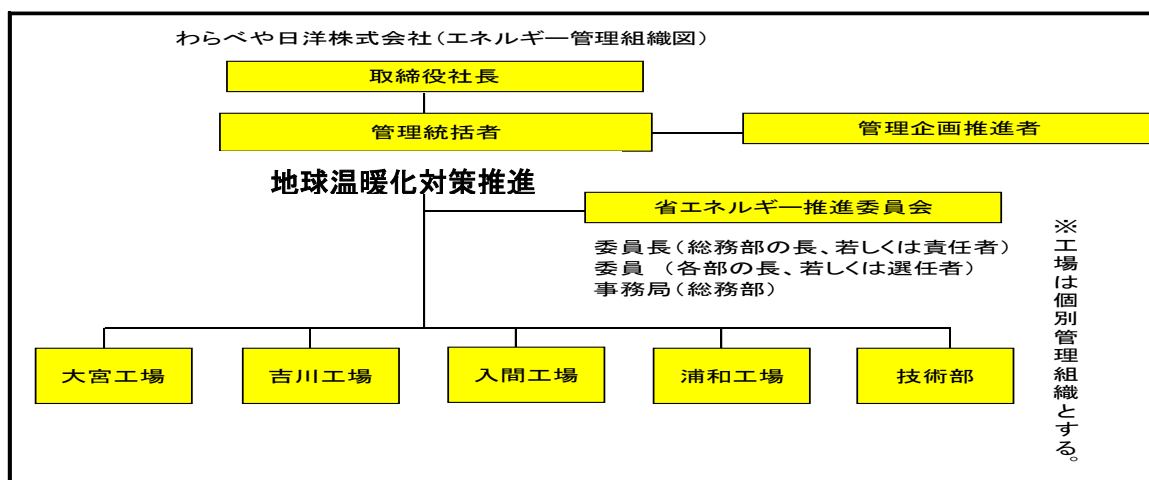 わらべや日洋株式会社(エネルギー管理組織図)
取締役社長
管理統括者
管理企画推進者
地球温暖化対策推進
省エネルギー推進委員会
委員長(総務部の長、若しくは責任者)
委員 (各部の長、若しくは選任者)
事務局(総務部)
※工場は個別管理組織とする。
大宮工場
吉川工場
入間工場
浦和工場
技術部